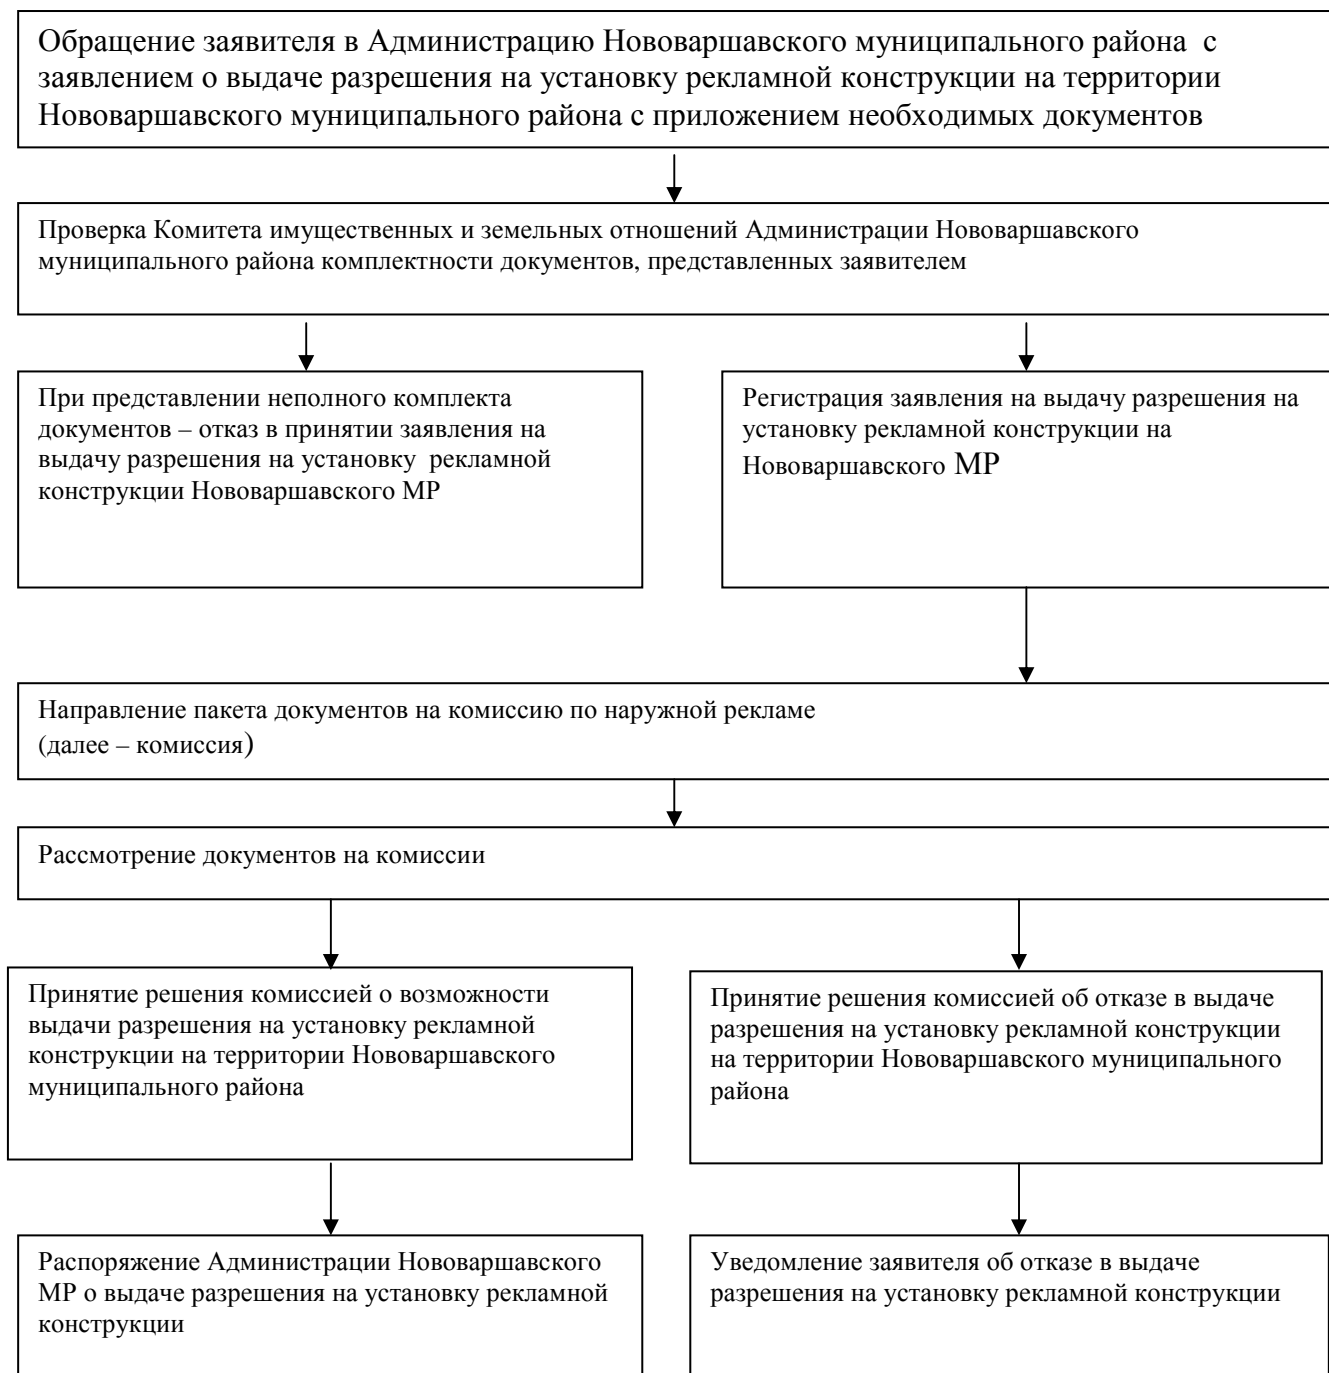 Обращение заявителя в Администрацию Нововаршавского муниципального района с
заявлением о выдаче разрешения на установку рекламной конструкции на территории
Нововаршавского муниципального района с приложением необходимых документов
Проверка Комитета имущественных и земельных отношений Администрации Нововаршавского
муниципального района комплектности документов, представленных заявителем
При представлении неполного комплекта
документов – отказ в принятии заявления на
выдачу разрешения на установку рекламной
конструкции Нововаршавского МР
Регистрация заявления на выдачу разрешения на
установку рекламной конструкции на
Нововаршавского МР
Направление пакета документов на комиссию по наружной рекламе
(далее – комиссия)
Рассмотрение документов на комиссии
Принятие решения комиссией о возможности
выдачи разрешения на установку рекламной
конструкции на территории Нововаршавского
муниципального района
Принятие решения комиссией об отказе в выдаче
разрешения на установку рекламной конструкции
на территории Нововаршавского муниципального
района
Распоряжение Администрации Нововаршавского
МР о выдаче разрешения на установку рекламной
конструкции
Уведомление заявителя об отказе в выдаче
разрешения на установку рекламной конструкции